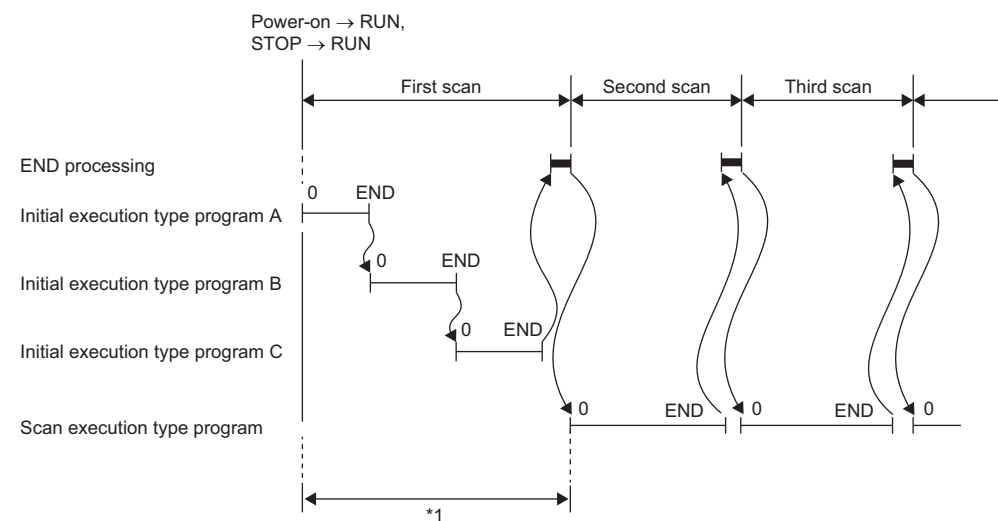 Power-on → RUN,
STOP → RUN
First scan
Second scan
Third scan
END processing
0 END
Initial execution type program A
0 END
Initial execution type program B
0 END
Initial execution type program C
0 END 0 END 0
Scan execution type program
*1